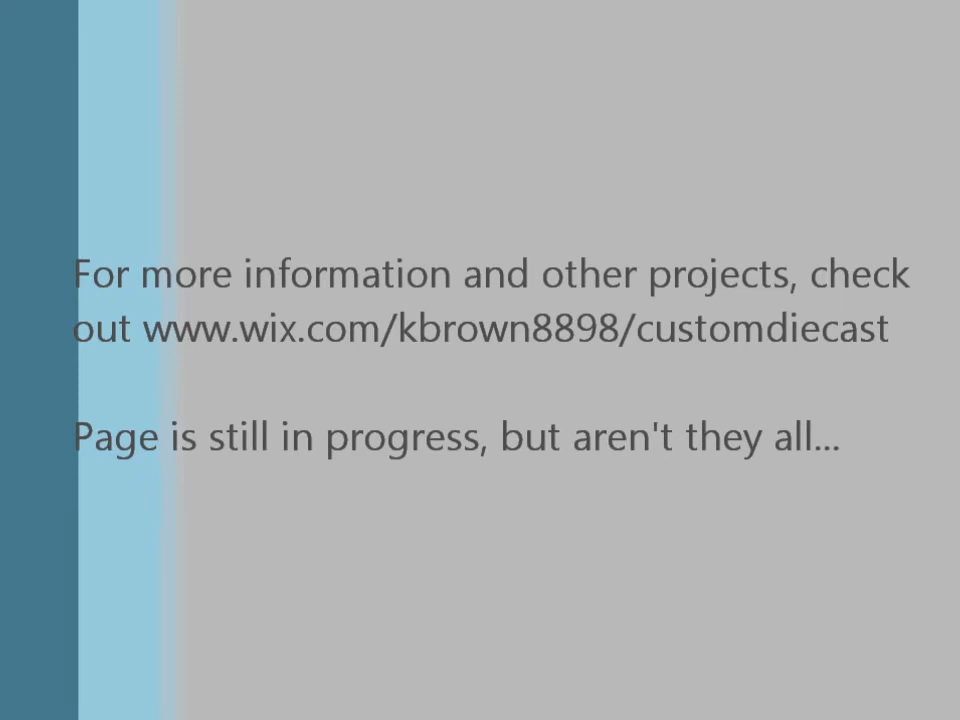 For more information and other projects, check
out www.wix.com/kbrown8898/customdiecast
Page is still in progress, but aren't they all...